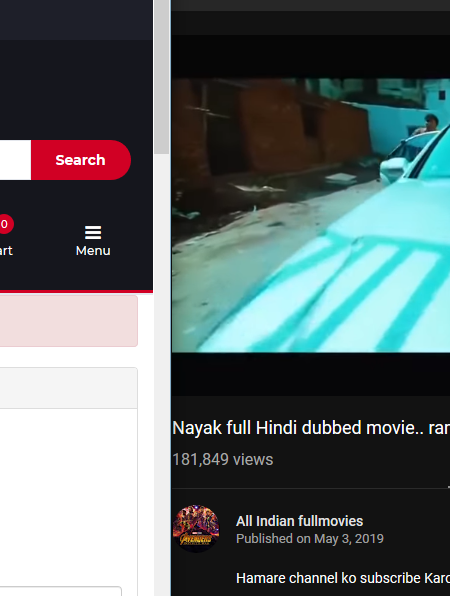 Search
0
art
Menu
Nayak full Hindi dubbed movie.. ran
181,849 views
All Indian fullmovies
Published on May 3, 2019
AVENGERS
Hamare channel ko subscribe Karo